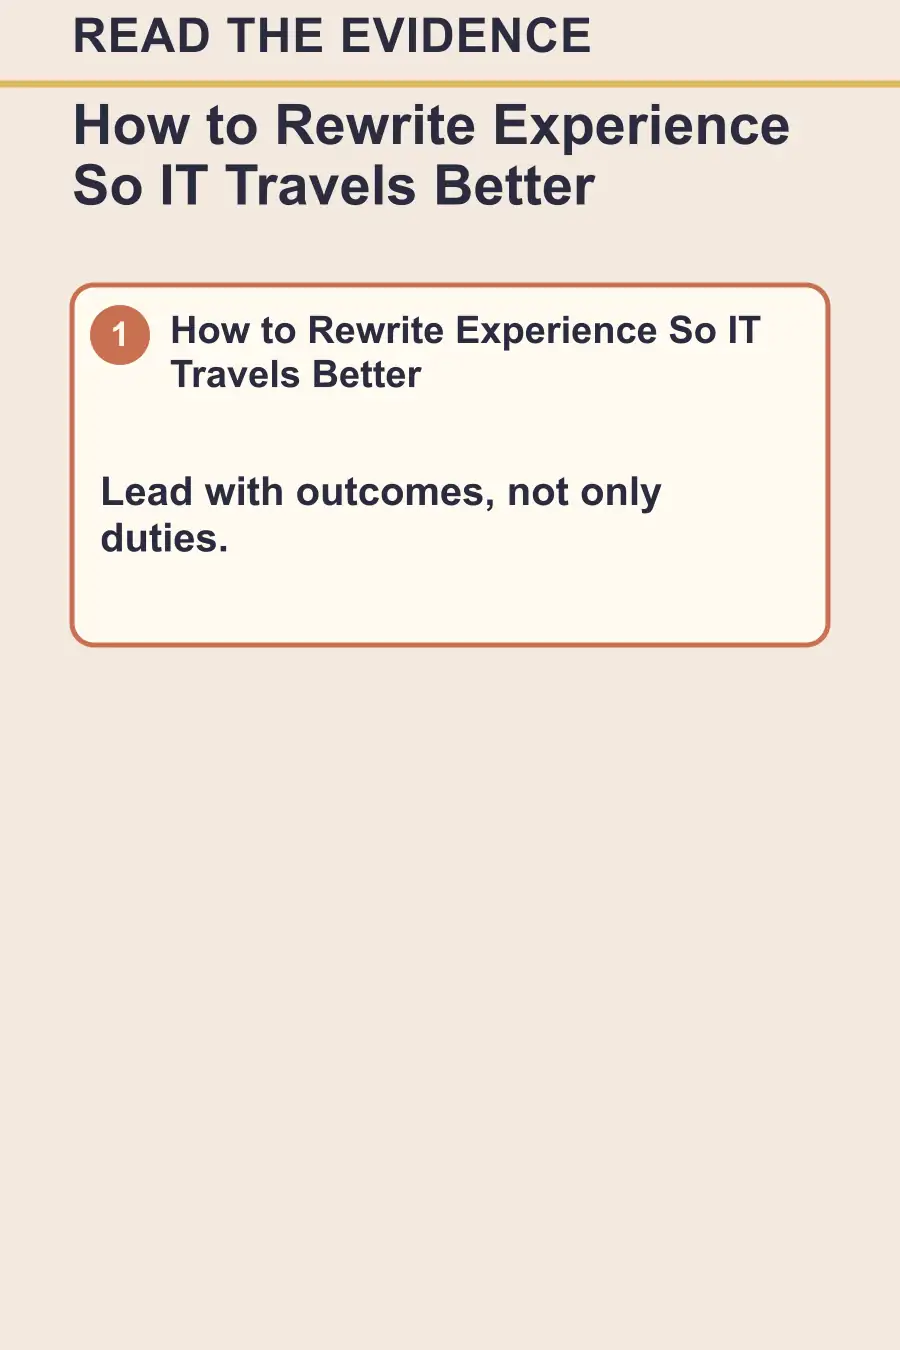 READ THE EVIDENCE
How to Rewrite Experience
So IT Travels Better
1
How to Rewrite Experience So IT
Travels Better
Lead with outcomes, not only
duties.